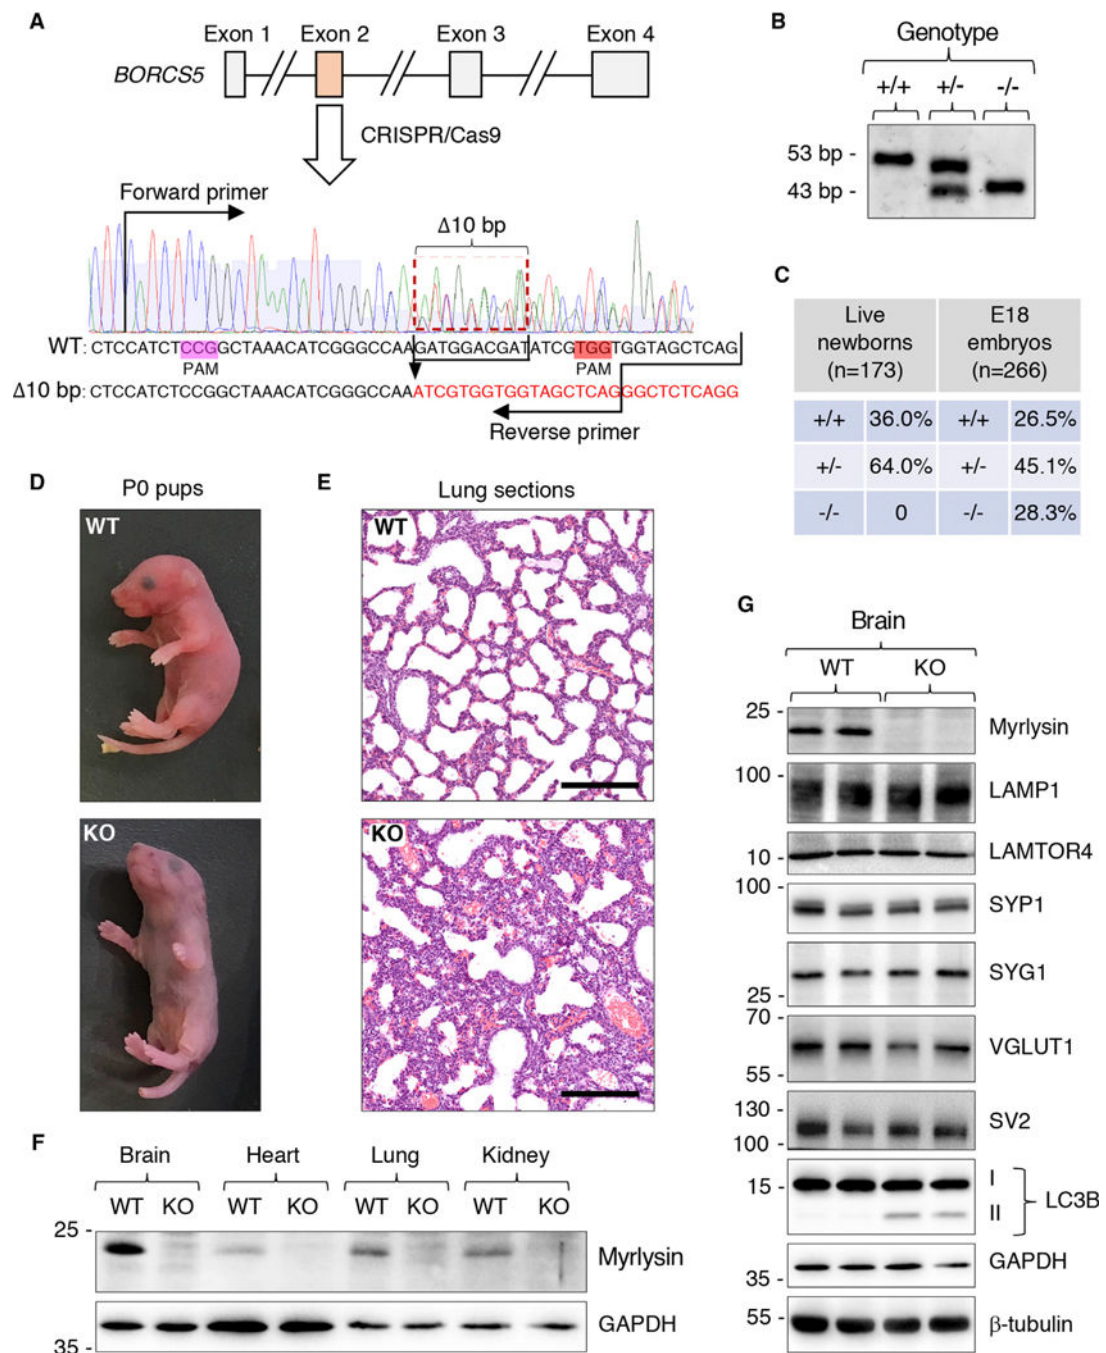 A
Exon 1 Exon 2 Exon 3 Exon 4
BORCS5
CRISPR/Cas9
Forward primer
Δ10 bp
WT: CTCCATCTCCGGCTAAACATCGGGCCAAGATGGACGATATCGTGGTGGTAGCTCAG
PAM PAM
Δ10 bp: CTCCATCTCCGGCTAAACATCGGGCCAAATCGTGGTGGTAGCTCAGGGCTCTCAGG
Reverse primer
B
Genotype
+/+ +/- -/-
53 bp -
43 bp -
C
Live newborns (n=173) E18 embryos (n=266)
+/+ 36.0% +/+ 26.5%
+/- 64.0% +/- 45.1%
-/- 0 -/- 28.3%
D
P0 pups
WT
KO
E
Lung sections
WT
KO
F
Brain Heart Lung Kidney
WT KO WT KO WT KO WT KO
25 -
Myrlysin
GAPDH
35 -
G
Brain
WT KO
25 -
Myrlysin
100 -
LAMP1
10 -
LAMTOR4
100 -
SYP1
SYG1
25 -
70 -
VGLUT1
55 -
130 -
SV2
100 -
15 -
I
II
LC3B
GAPDH
35 -
55 -
β-tubulin